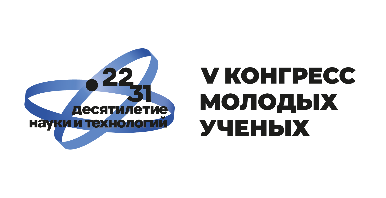 22
31
десятилетие
науки и технологий
V КОНГРЕСС
МОЛОДЫХ
УЧЕНЫХ